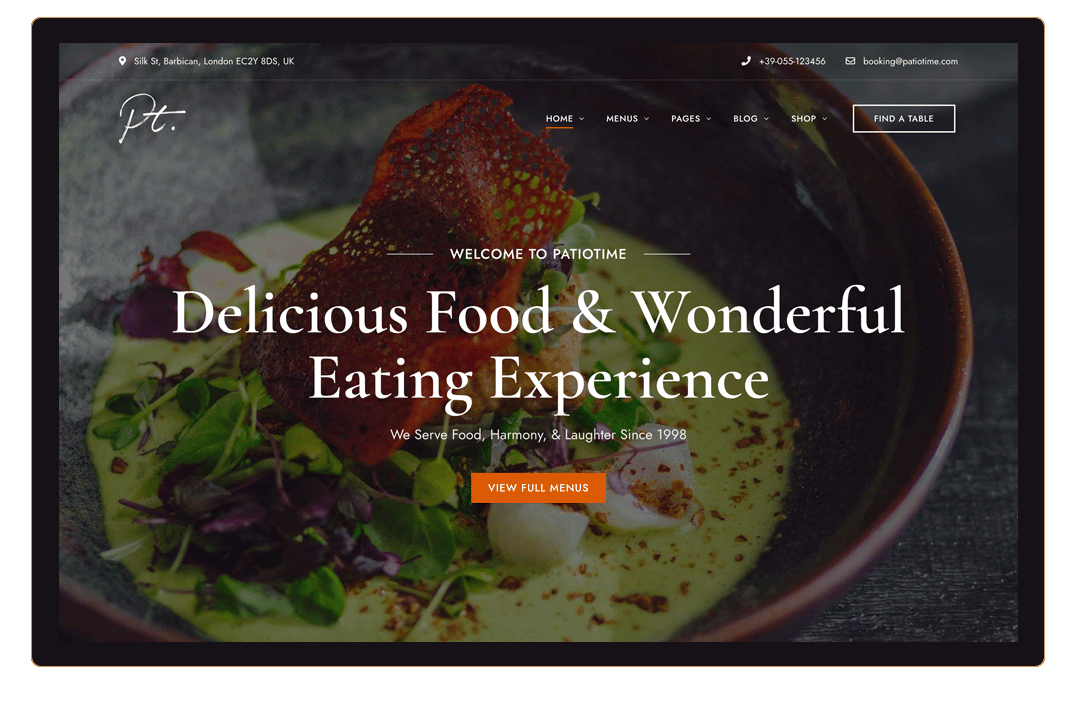 Silk St, Barbican, London EC2Y 8DS, UK
+39-055-123456
booking@patiotime.com
Pt.
HOME
MENUS
PAGES
BLOG
SHOP
FIND A TABLE
WELCOME TO PATIOTIME
Delicious Food & Wonderful
Eating Experience
We Serve Food, Harmony, & Laughter Since 1998
VIEW FULL MENUS